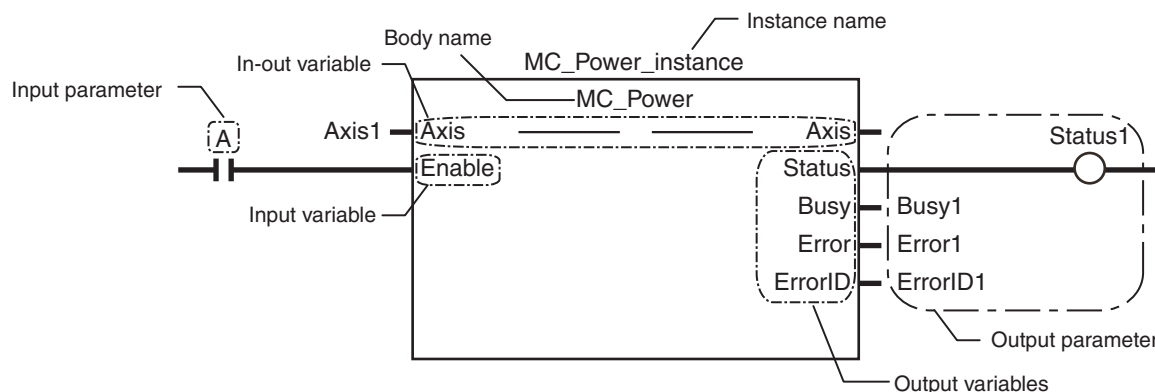 Instance name
Body name
MC_Power_instance
In-out variable
Input parameter
MC_Power
A
Axis1
Axis
Axis
Status1
Enable
Status
Input variable
Busy
Busy1
Error
Error1
ErrorID
ErrorID1
Output parameter
Output variables